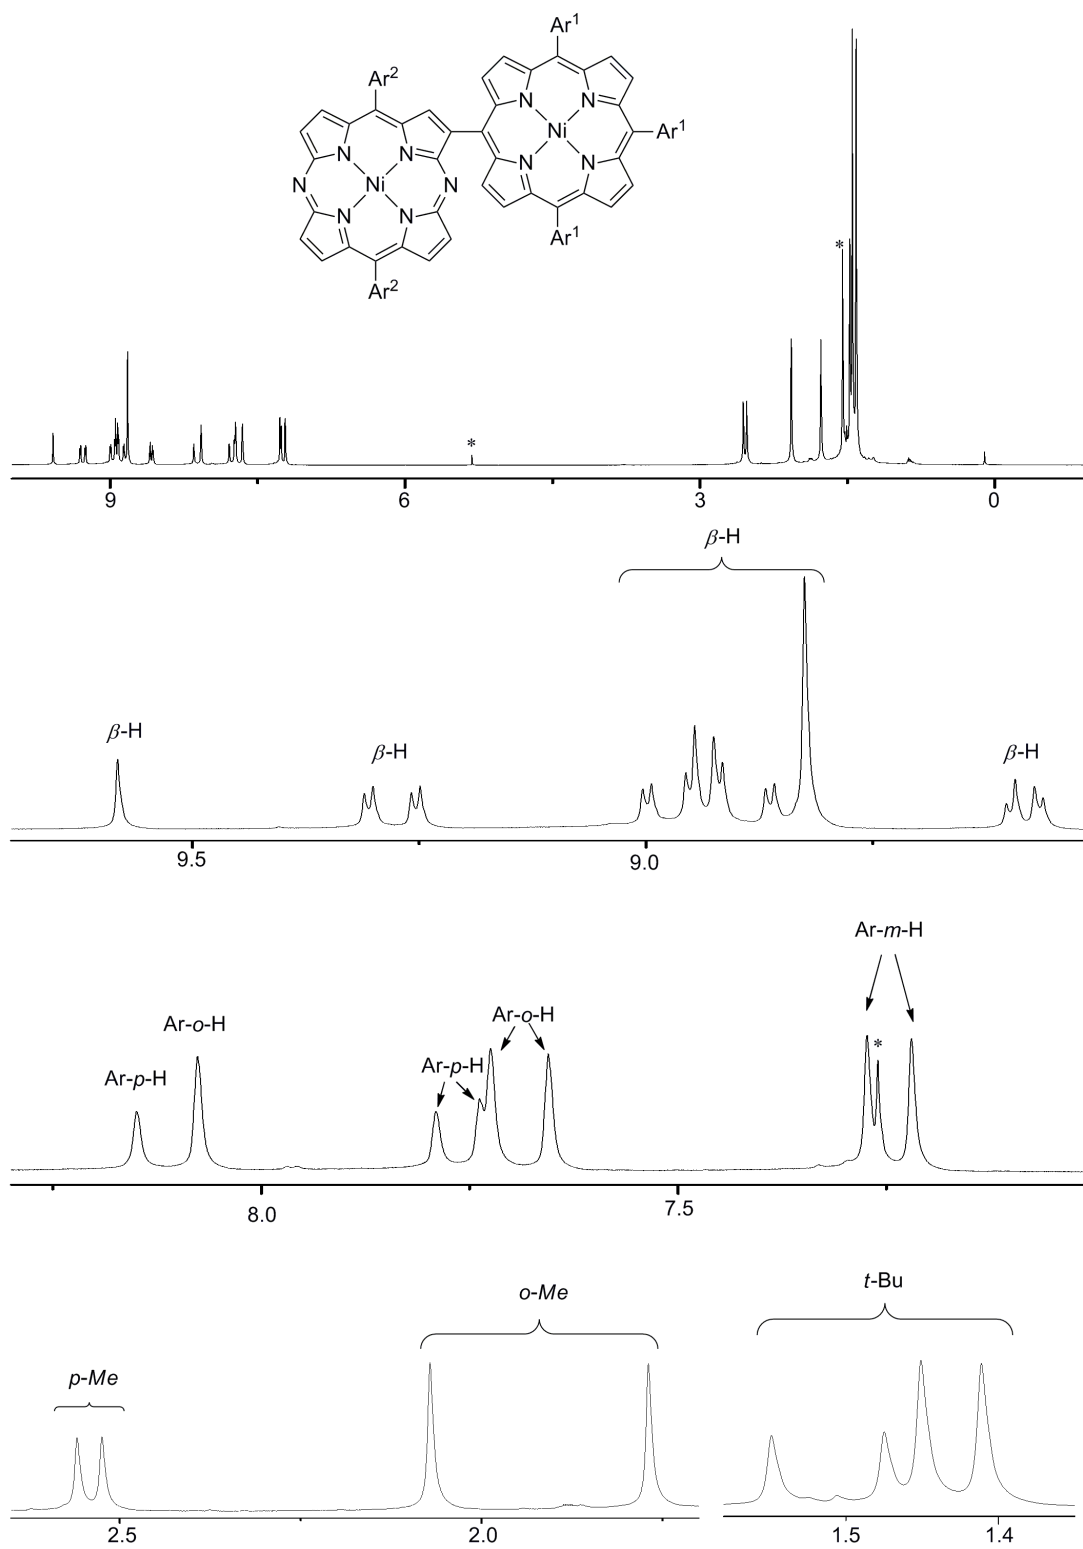 Ar1
Ar2
Ar1
N N
Ni
N N
N N
Ni
N N
N N
Ar1
Ar2
*
*
9 6 3 0
β-H
β-H
β-H
β-H
9.5 9.0
Ar-m-H
Ar-o-H
Ar-o-H
Ar-p-H
Ar-p-H
*
8.0 7.5
t-Bu
o-Me
p-Me
2.5 2.0 1.5 1.4